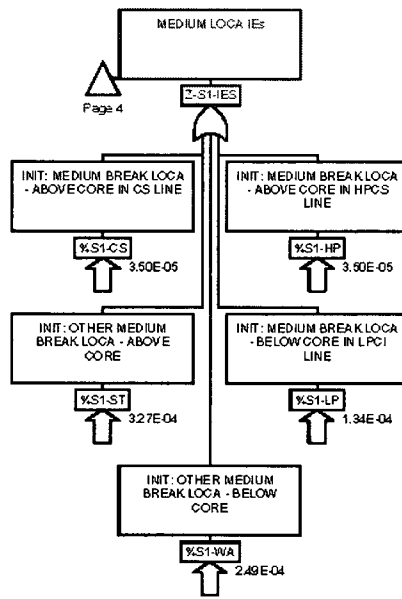 MEDIUM LOCA IEs
Page 4
Z-S1-IES
INIT: MEDIUM BREAK LOCA
- ABOVE CORE IN CS LINE
%S1-CS
3.50E-05
INIT: MEDIUM BREAK LOCA
- ABOVE CORE IN HPCS
LINE
%S1-HP
3.50E-05
INIT: OTHER MEDIUM
BREAK LOCA - ABOVE
CORE
%S1-ST
3.27E-04
INIT: MEDIUM BREAK LOCA
- BELOW CORE IN LPCI
LINE
%S1-LP
1.34E-04
INIT: OTHER MEDIUM
BREAK LOCA - BELOW
CORE
%S1-WA
2.49E-04